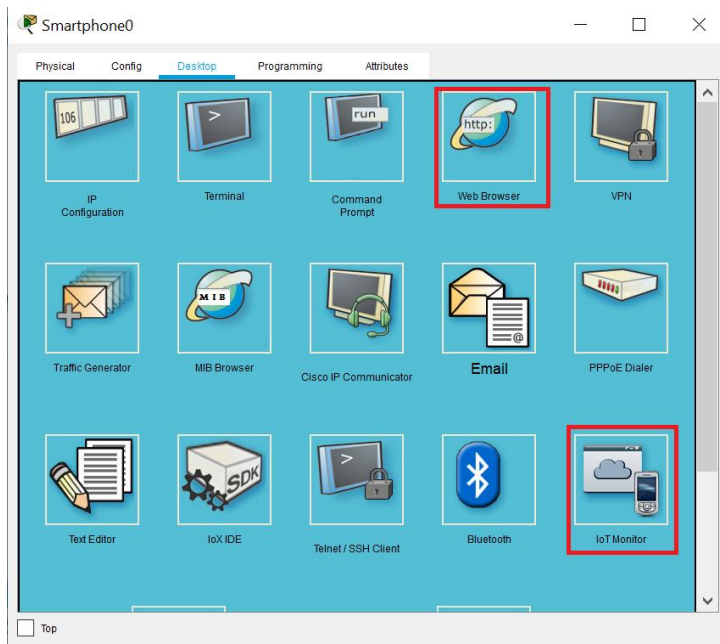 Smartphone0
Physical Config Desktop Programming Attributes
106
>
run
http:
IP
Configuration
Terminal
Command
Prompt
Web Browser
VPN
MIB
Traffic Generator
MIB Browser
Cisco IP Communicator
Email
PPPoE Dialer
@
SDK
>
Text Editor
IoX IDE
Telnet / SSH Client
Bluetooth
IoT Monitor
Top